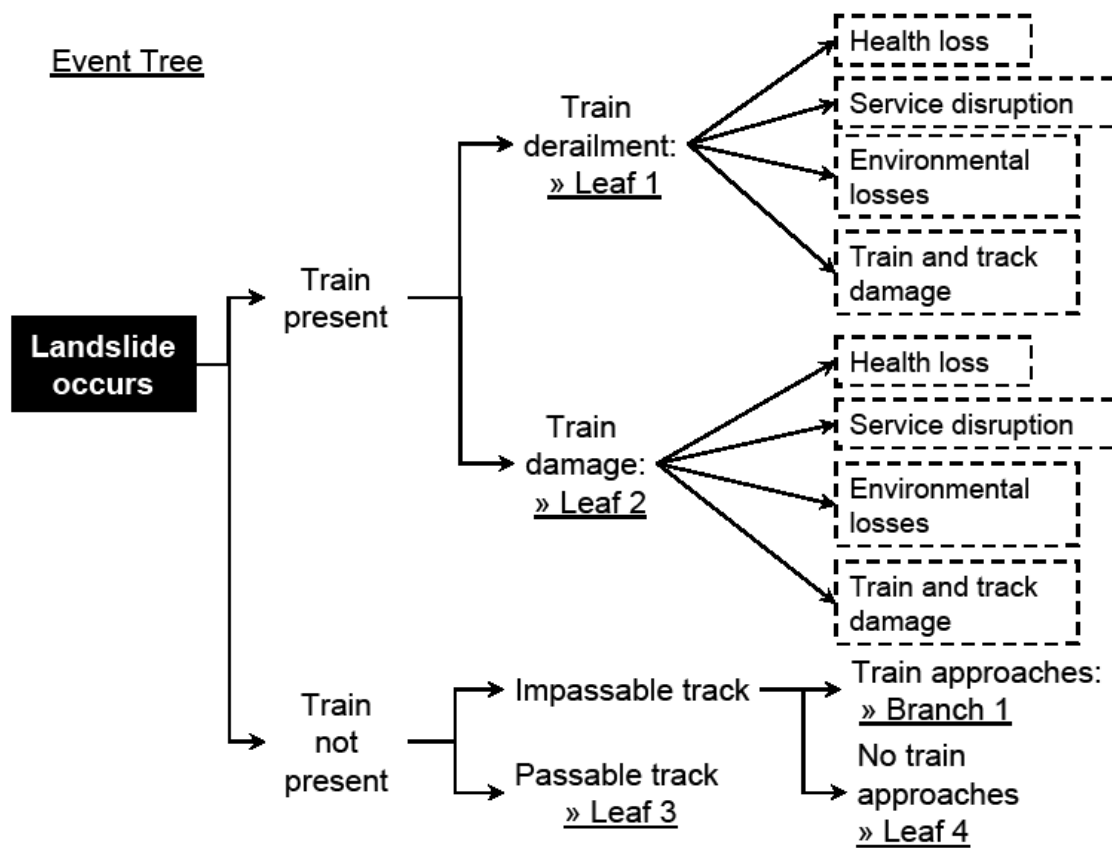 Event Tree
Landslide
occurs
Train
present
Train
derailment:
» Leaf 1
Health loss
Service disruption
Environmental
losses
Train and track
damage
Train
damage:
» Leaf 2
Health loss
Service disruption
Environmental
losses
Train and track
damage
Train
not
present
Impassable track
Train approaches:
» Branch 1
No train
approaches
» Leaf 4
Passable track
» Leaf 3